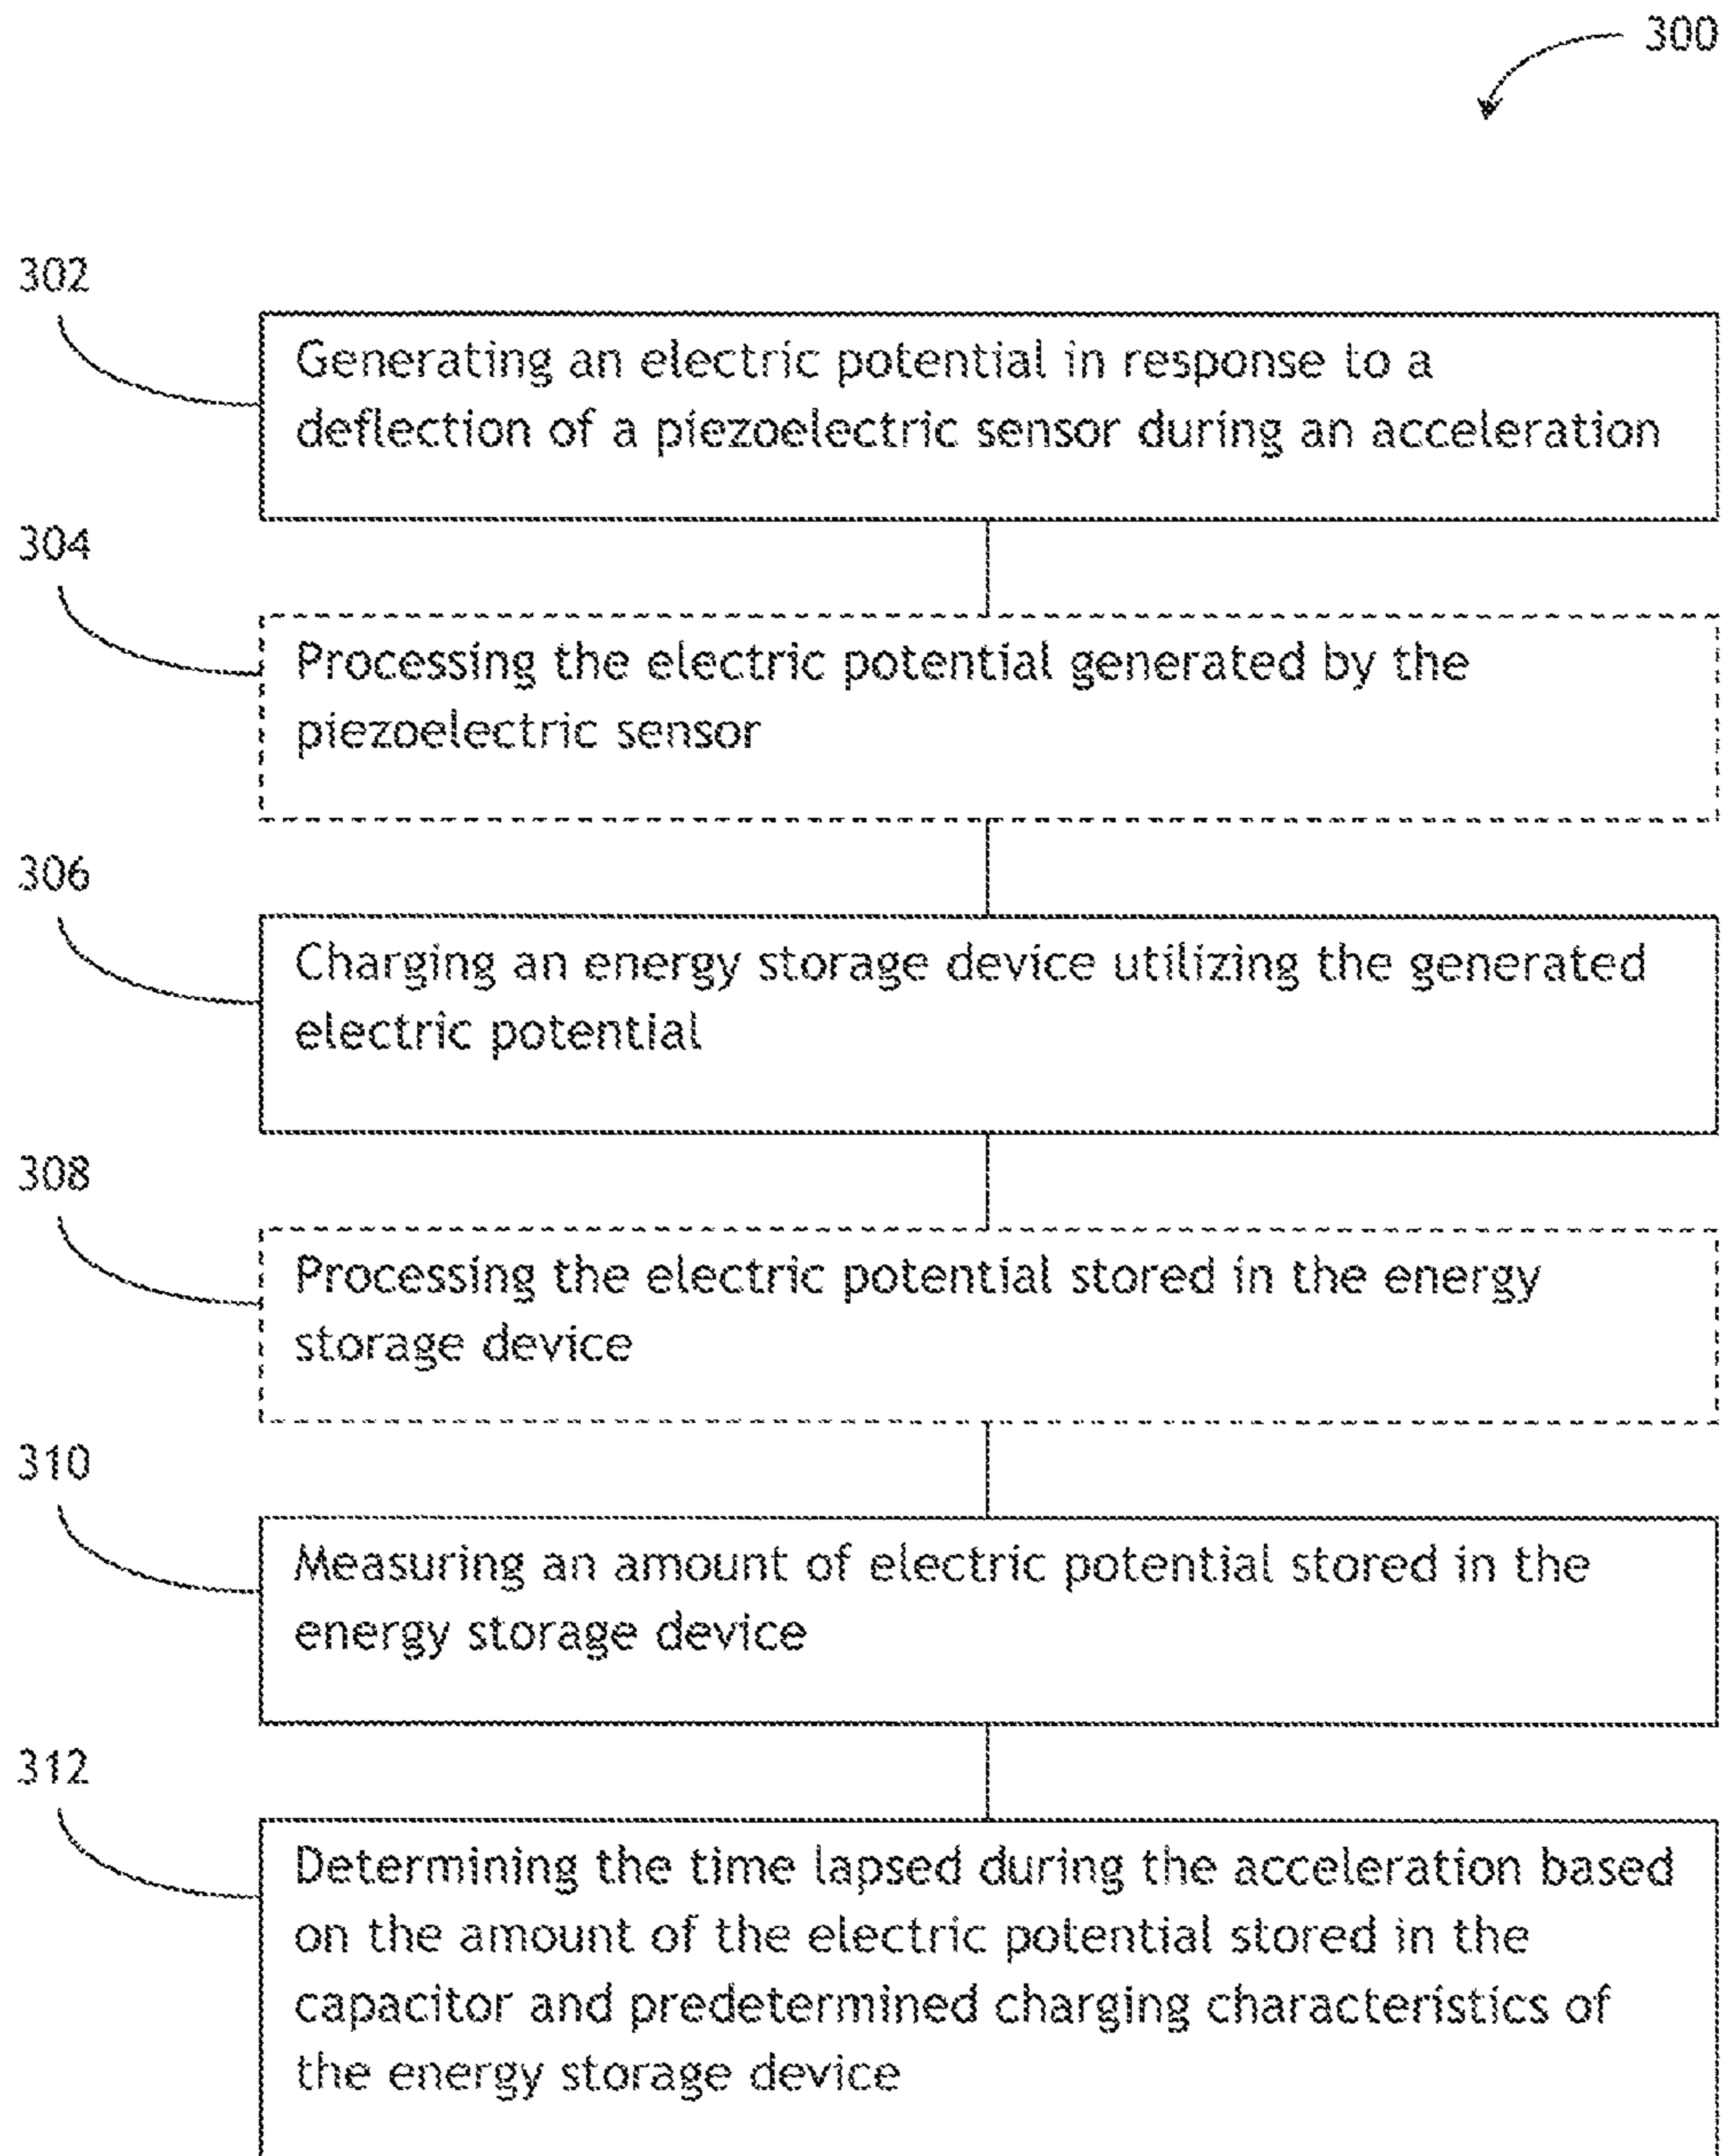 300
302
Generating an electric potential in response to a
deflection of a piezoelectric sensor during an acceleration
304
Processing the electric potential generated by the
piezoelectric sensor
306
Charging an energy storage device utilizing the generated
electric potential
308
Processing the electric potential stored in the energy
storage device
310
Measuring an amount of electric potential stored in the
energy storage device
312
Determining the time lapsed during the acceleration based
on the amount of the electric potential stored in the
capacitor and predetermined charging characteristics of
the energy storage device